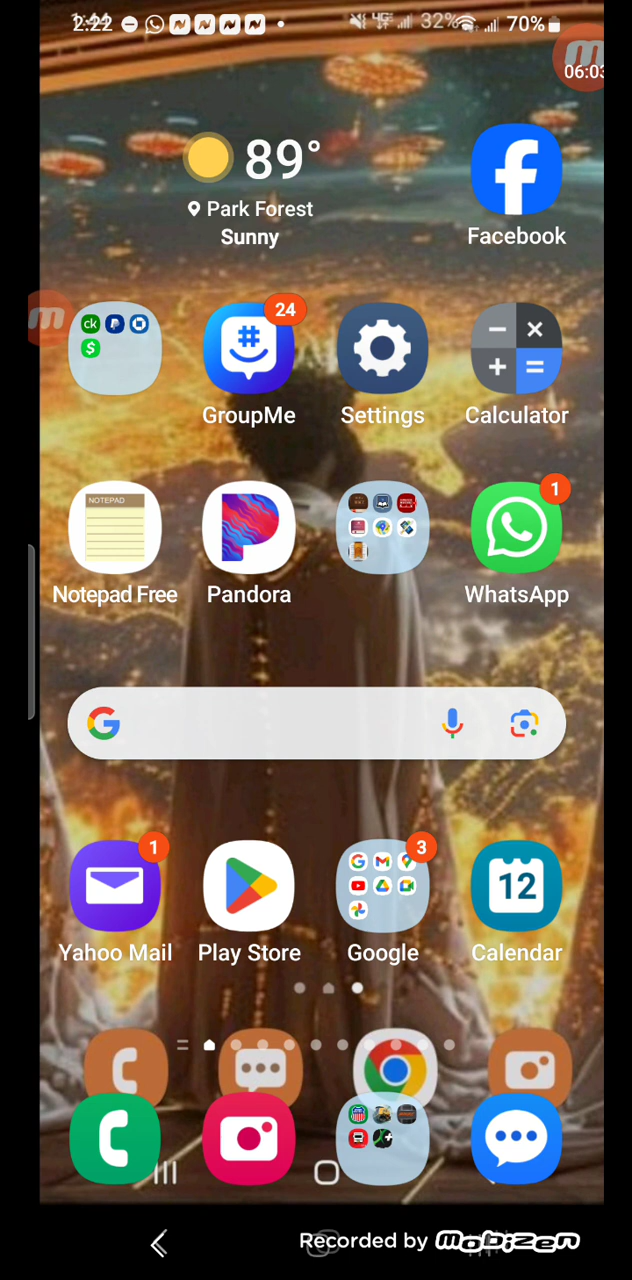 2:22
32%
70%
06:03
89°
Park Forest
Sunny
Facebook
ck
24
GroupMe
Settings
Calculator
NOTEPAD
1
Notepad Free
Pandora
WhatsApp
1
3
12
Yahoo Mail
Play Store
Google
Calendar
Recorded by Mobizen